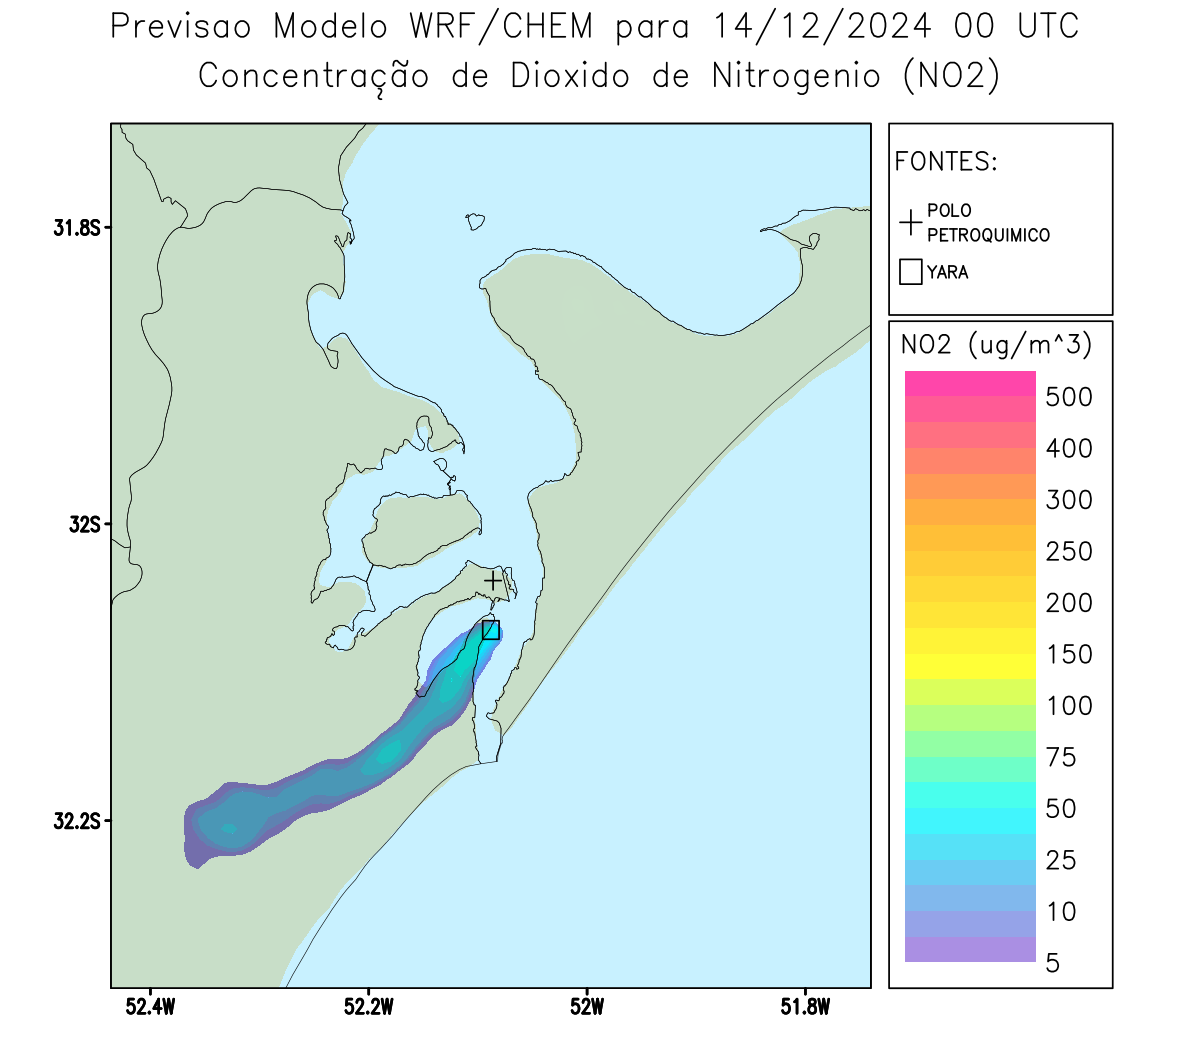 Previsao Modelo WRF/CHEM para 14/12/2024 00 UTC
Concentração de Dioxido de Nitrogenio (NO2)
FONTES:
POLO
PETROQUIMICO
YARA
NO2 (ug/m^3)
500
400
300
250
200
150
100
75
50
25
10
5
31.8S
32S
32.2S
52.4W
52.2W
52W
51.8W